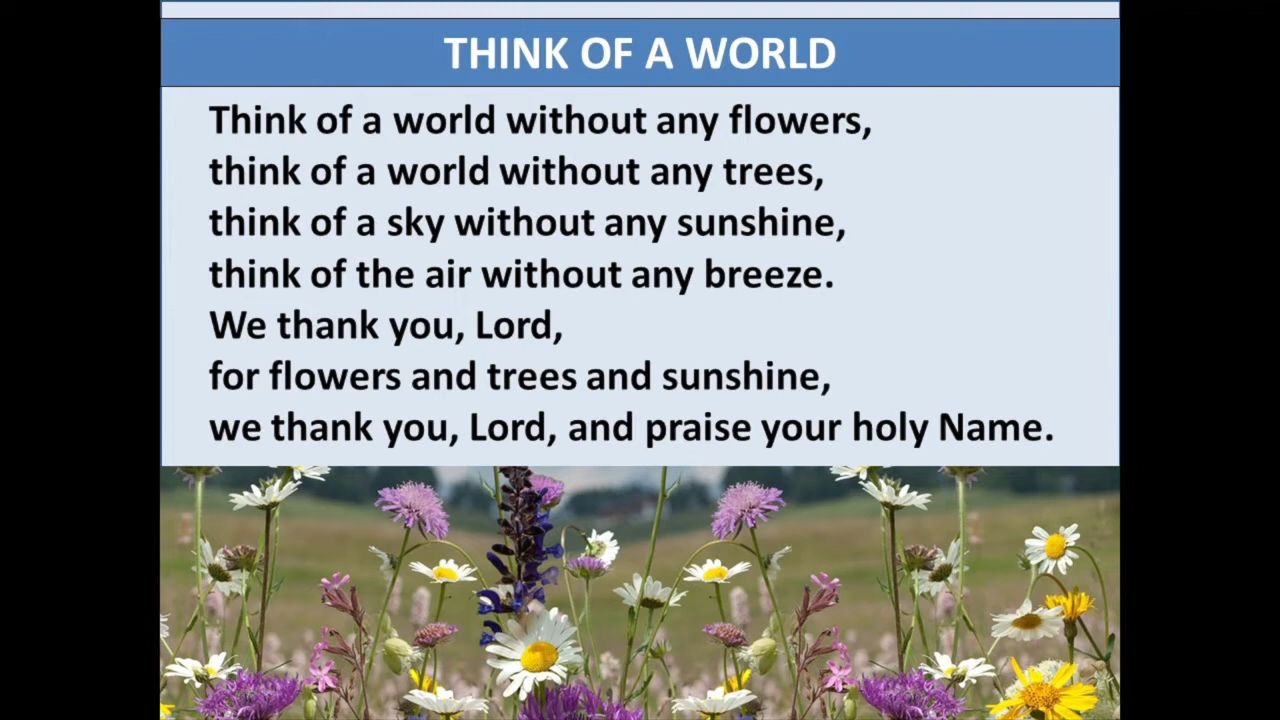 THINK OF A WORLD
Think of a world without any flowers,
think of a world without any trees,
think of a sky without any sunshine,
think of the air without any breeze.
We thank you, Lord,
for flowers and trees and sunshine,
we thank you, Lord, and praise your holy Name.